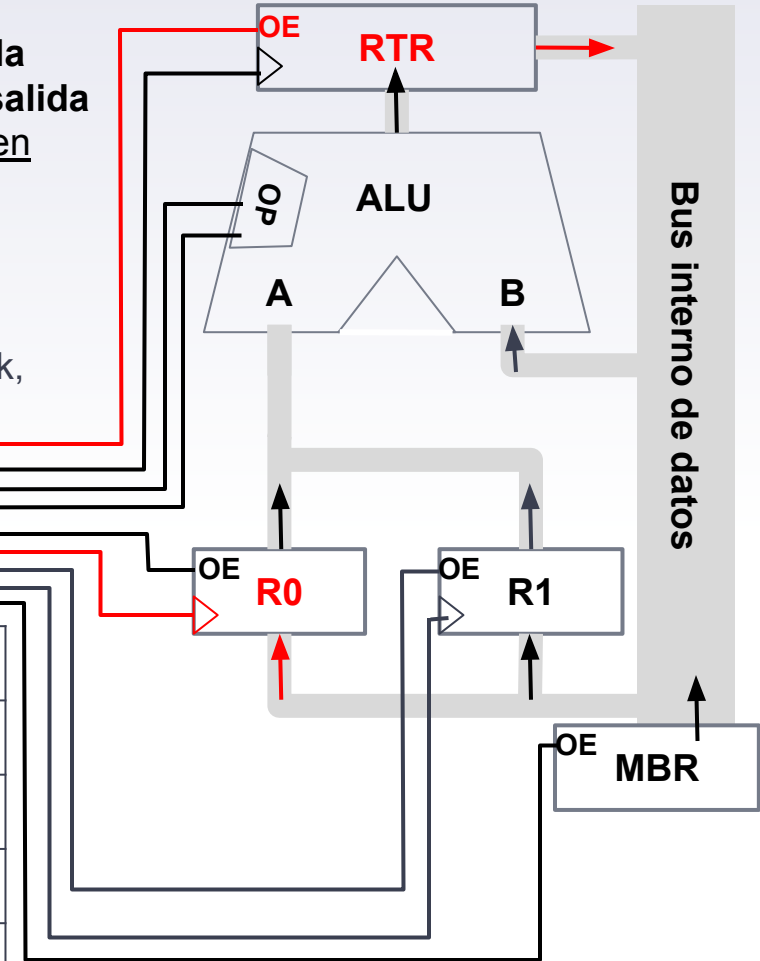 la
salida
en
k,
OE
RTR
OP
ALU
A
B
Bus interno de datos
OE
R0
OE
R1
OE
MBR